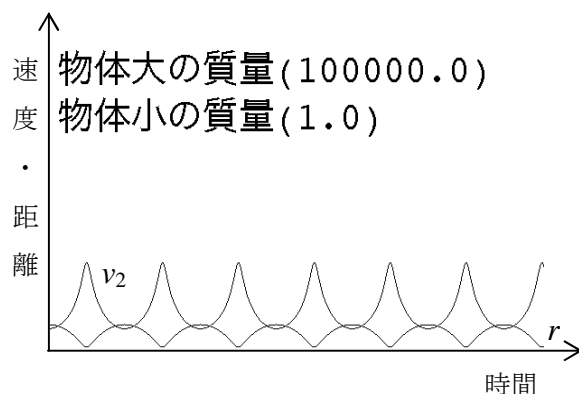 速度・距離
物体大の質量(100000.0)
物体小の質量(1.0)
v₂
r
時間